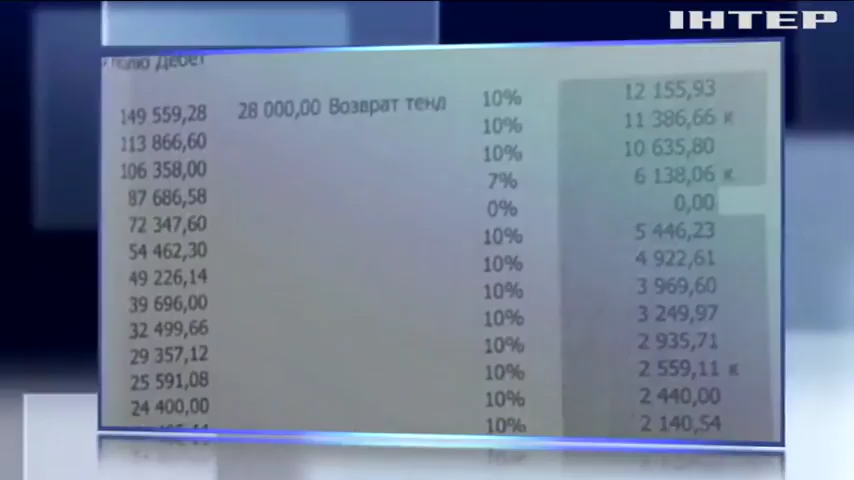 ІНТЕР
полю Дебет
149 559,28 28 000,00 Возврат тенд 10% 12 155,93
113 866,60 10% 11 386,66 к
106 358,00 10% 10 635,80
87 686,58 7% 6 138,06 к
72 347,60 0% 0,00
54 462,30 10% 5 446,23
49 226,14 10% 4 922,61
39 696,00 10% 3 969,60
32 499,66 10% 3 249,97
29 357,12 10% 2 935,71
25 591,08 10% 2 559,11 к
24 400,00 10% 2 440,00
10% 2 140,54